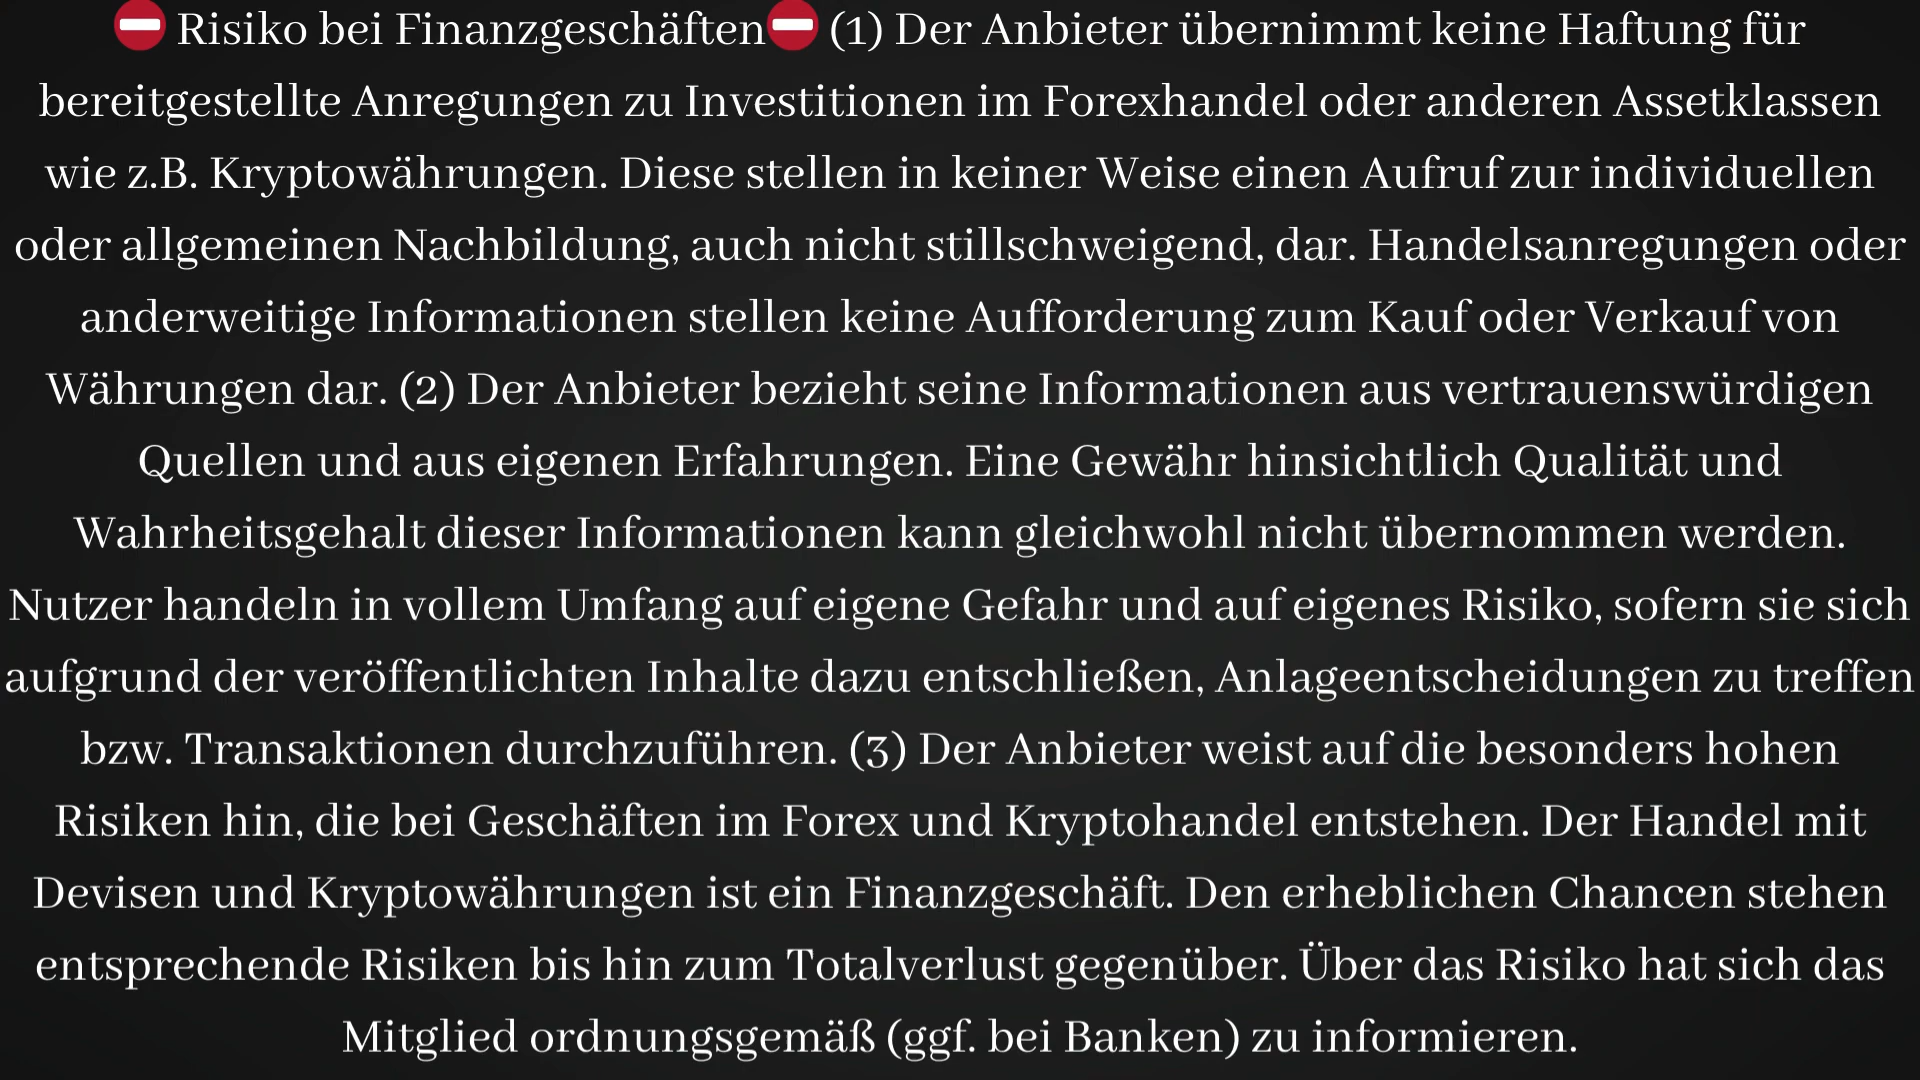 ⛔ Risiko bei Finanzgeschäften⛔ (1) Der Anbieter übernimmt keine Haftung für
bereitgestellte Anregungen zu Investitionen im Forexhandel oder anderen Assetklassen
wie z.B. Kryptowährungen. Diese stellen in keiner Weise einen Aufruf zur individuellen
oder allgemeinen Nachbildung, auch nicht stillschweigend, dar. Handelsanregungen oder
anderweitige Informationen stellen keine Aufforderung zum Kauf oder Verkauf von
Währungen dar. (2) Der Anbieter bezieht seine Informationen aus vertrauenswürdigen
Quellen und aus eigenen Erfahrungen. Eine Gewähr hinsichtlich Qualität und
Wahrheitsgehalt dieser Informationen kann gleichwohl nicht übernommen werden.
Nutzer handeln in vollem Umfang auf eigene Gefahr und auf eigenes Risiko, sofern sie sich
aufgrund der veröffentlichten Inhalte dazu entschließen, Anlageentscheidungen zu treffen
bzw. Transaktionen durchzuführen. (3) Der Anbieter weist auf die besonders hohen
Risiken hin, die bei Geschäften im Forex und Kryptohandel entstehen. Der Handel mit
Devisen und Kryptowährungen ist ein Finanzgeschäft. Den erheblichen Chancen stehen
entsprechende Risiken bis hin zum Totalverlust gegenüber. Über das Risiko hat sich das
Mitglied ordnungsgemäß (ggf. bei Banken) zu informieren.